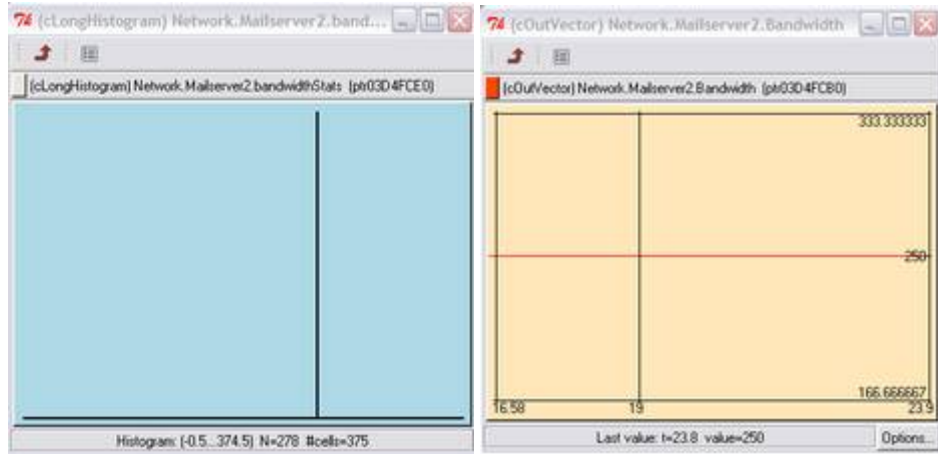 (cLongHistogram) Network.Mailserver2.band...
(cLongHistogram) Network.Mailserver2.bandwidthStats (ptr03D4FCE0)
Histogram: (-0.5...374.5) N=278 #cells=375
(cOutVector) Network.Mailserver2.Bandwidth
(cOutVector) Network.Mailserver2.Bandwidth (ptr03D4FCB0)
333.333333
250
166.666667
16.58 19 23.9
Last value: t=23.8 value=250 Options...